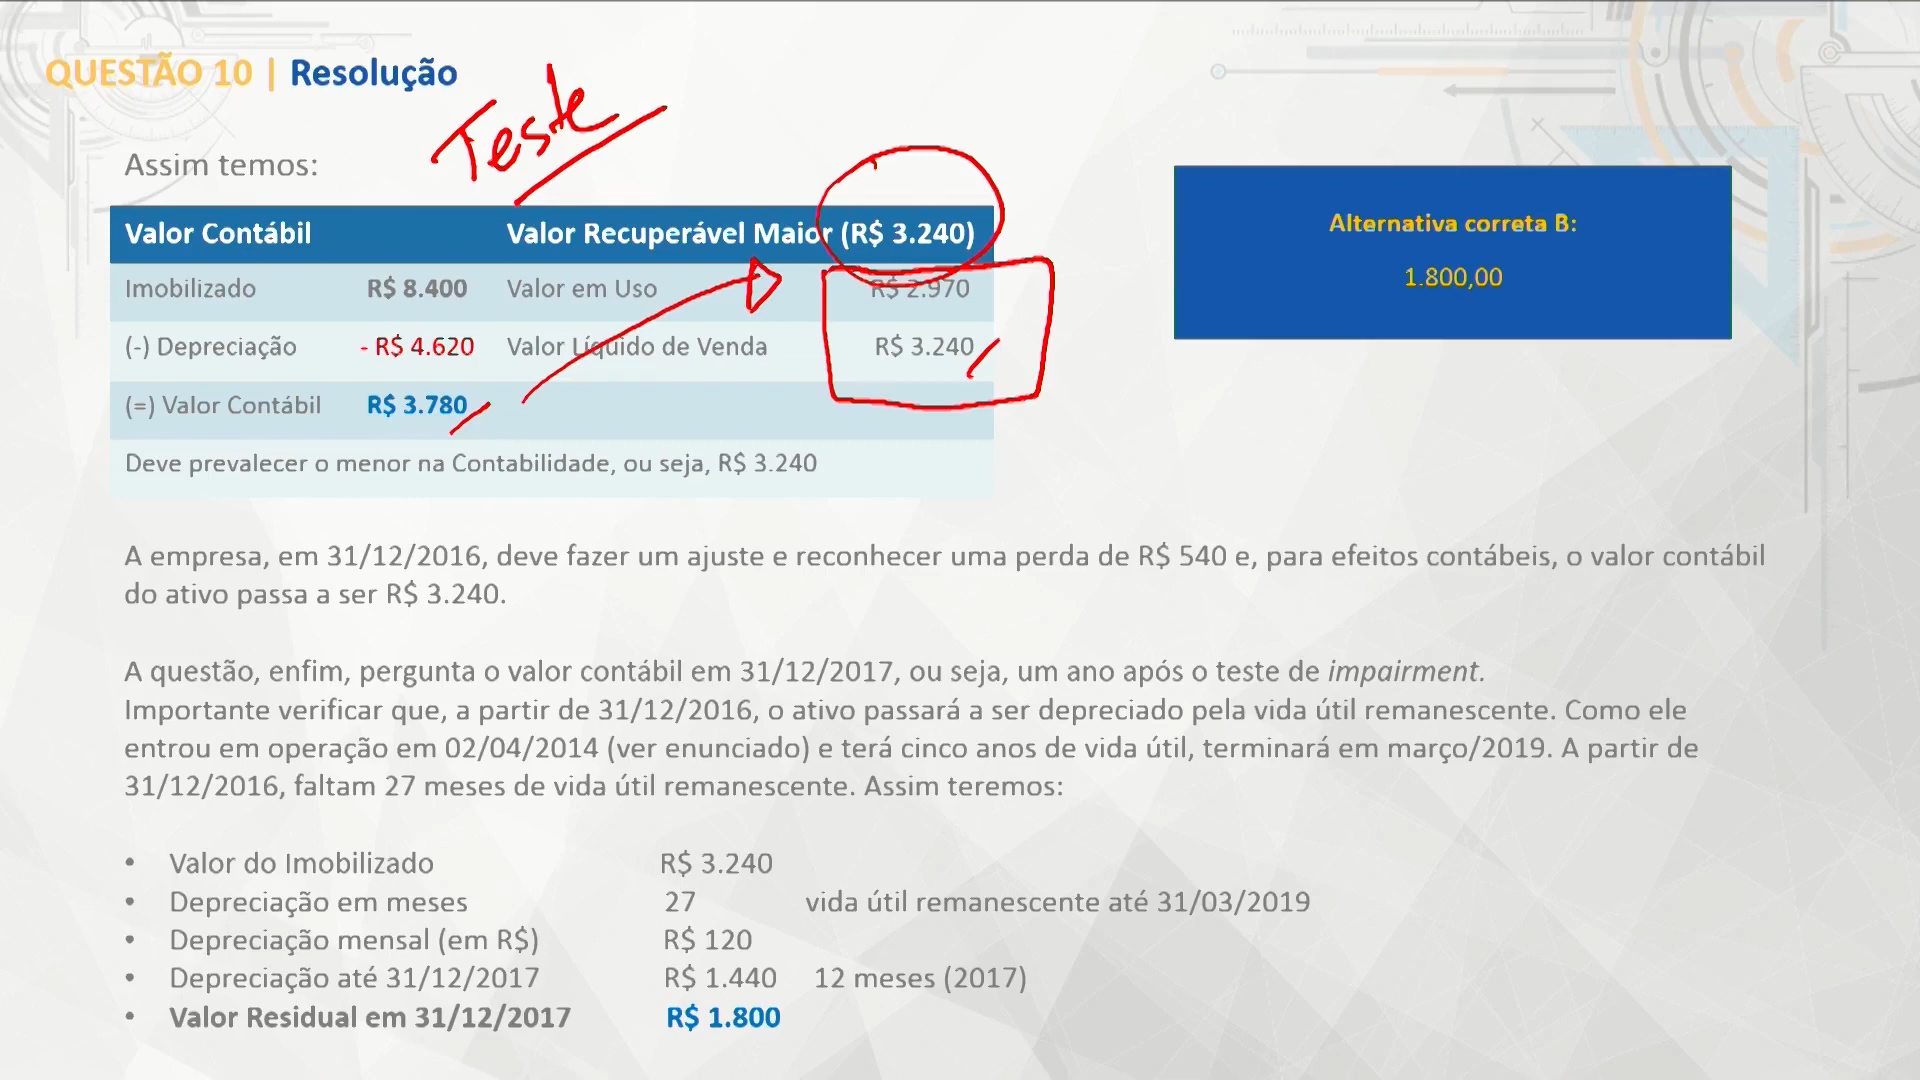 QUESTÃO 10 | Resolução
Teste
Assim temos:
Valor Contábil Valor Recuperável Maior (R$ 3.240)
Imobilizado R$ 8.400 Valor em Uso R$ 2.970
(-) Depreciação - R$ 4.620 Valor Líquido de Venda R$ 3.240
(=) Valor Contábil R$ 3.780
Deve prevalecer o menor na Contabilidade, ou seja, R$ 3.240
Alternativa correta B:
1.800,00
A empresa, em 31/12/2016, deve fazer um ajuste e reconhecer uma perda de R$ 540 e, para efeitos contábeis, o valor contábil
do ativo passa a ser R$ 3.240.
A questão, enfim, pergunta o valor contábil em 31/12/2017, ou seja, um ano após o teste de impairment.
Importante verificar que, a partir de 31/12/2016, o ativo passará a ser depreciado pela vida útil remanescente. Como ele
entrou em operação em 02/04/2014 (ver enunciado) e terá cinco anos de vida útil, terminará em março/2019. A partir de
31/12/2016, faltam 27 meses de vida útil remanescente. Assim teremos:
• Valor do Imobilizado R$ 3.240
• Depreciação em meses 27 vida útil remanescente até 31/03/2019
• Depreciação mensal (em R$) R$ 120
• Depreciação até 31/12/2017 R$ 1.440 12 meses (2017)
• Valor Residual em 31/12/2017 R$ 1.800